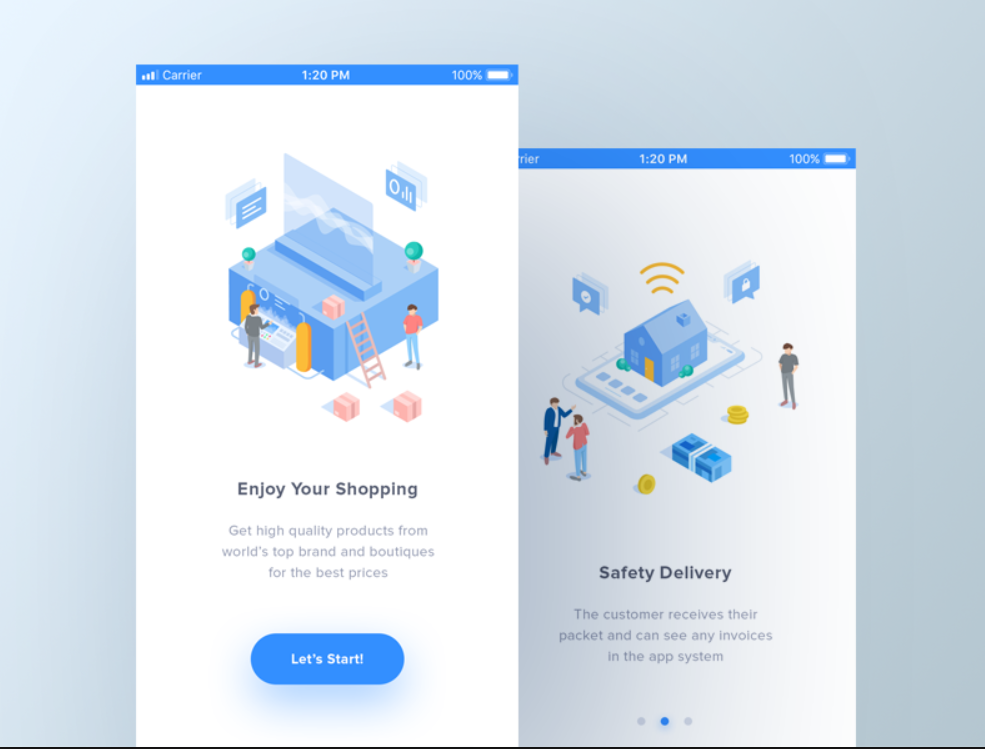 Carrier 1:20 PM 100%
Enjoy Your Shopping
Get high quality products from
world's top brand and boutiques
for the best prices
Let's Start!
rrier 1:20 PM 100%
Safety Delivery
The customer receives their
packet and can see any invoices
in the app system